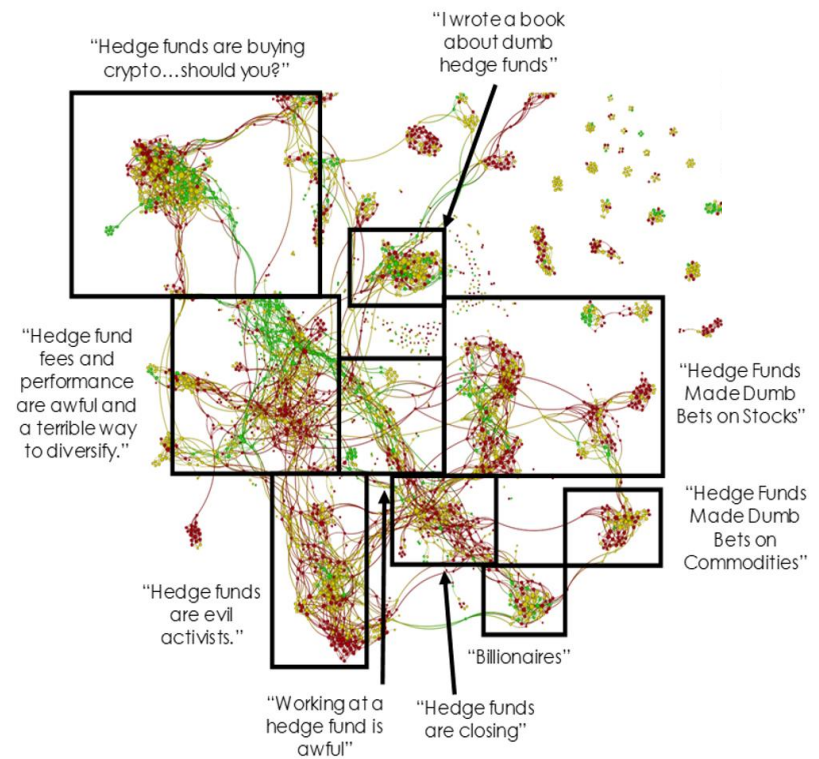 “Hedge funds are buying
crypto…should you?”
“I wrote a book
about dumb
hedge funds”
“Hedge fund
fees and
performance
are awful and
a terrible way
to diversify.”
“Hedge Funds
Made Dumb
Bets on Stocks”
“Hedge Funds
Made Dumb
Bets on
Commodities”
“Hedge funds
are evil
activists.”
“Billionaires”
“Working at a
hedge fund is
awful”
“Hedge funds
are closing”